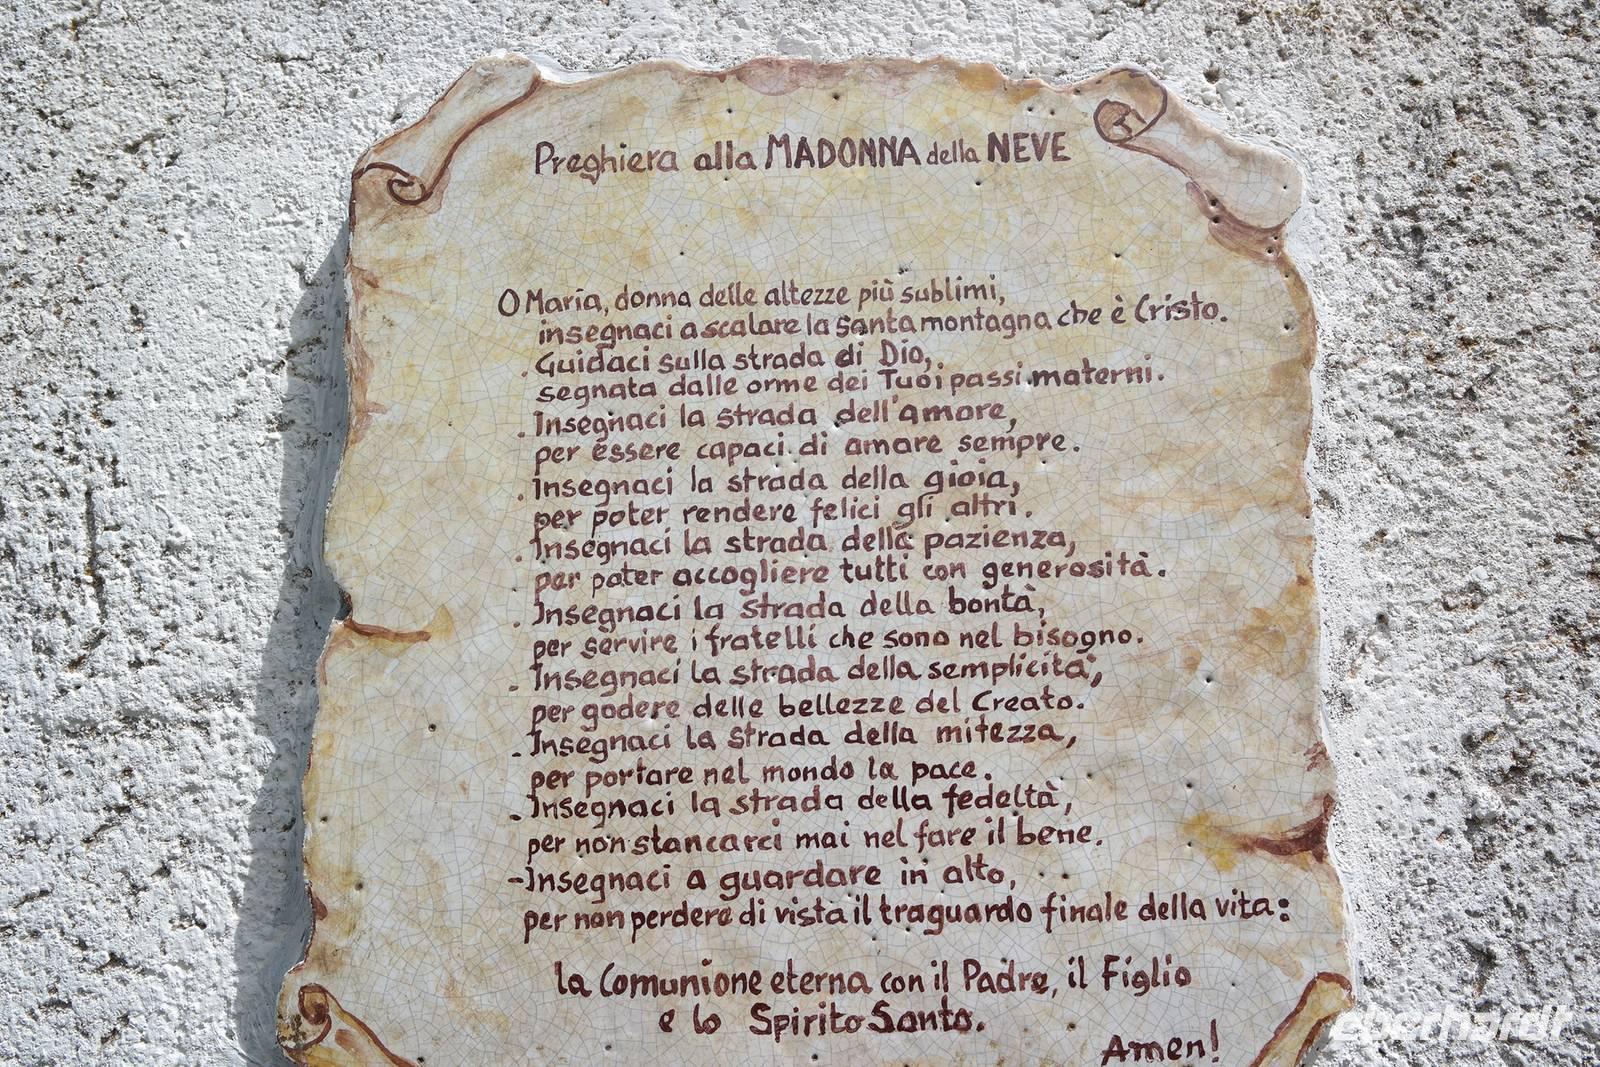 Preghiera alla MADONNA della NEVE
O Maria, donna delle altezze più sublimi,
insegnaci a scalare la santa montagna che è Cristo.
. Guidaci sulla strada di Dio,
segnata dalle orme dei Tuoi passi materni.
. Insegnaci la strada dell'amore,
per essere capaci di amare sempre.
. Insegnaci la strada della gioia,
per poter rendere felici gli altri.
. Insegnaci la strada della pazienza,
per poter accogliere tutti con generosità.
. Insegnaci la strada della bontà,
per servire i fratelli che sono nel bisogno.
- Insegnaci la strada della semplicità,
per godere delle bellezze del Creato.
- Insegnaci la strada della mitezza,
per portare nel mondo la pace.
- Insegnaci la strada della fedeltà,
per non stancarci mai nel fare il bene.
- Insegnaci a guardare in alto,
per non perdere di vista il traguardo finale della vita:
la Comunione eterna con il Padre, il Figlio
e lo Spirito Santo.
Amen!
eberhardt